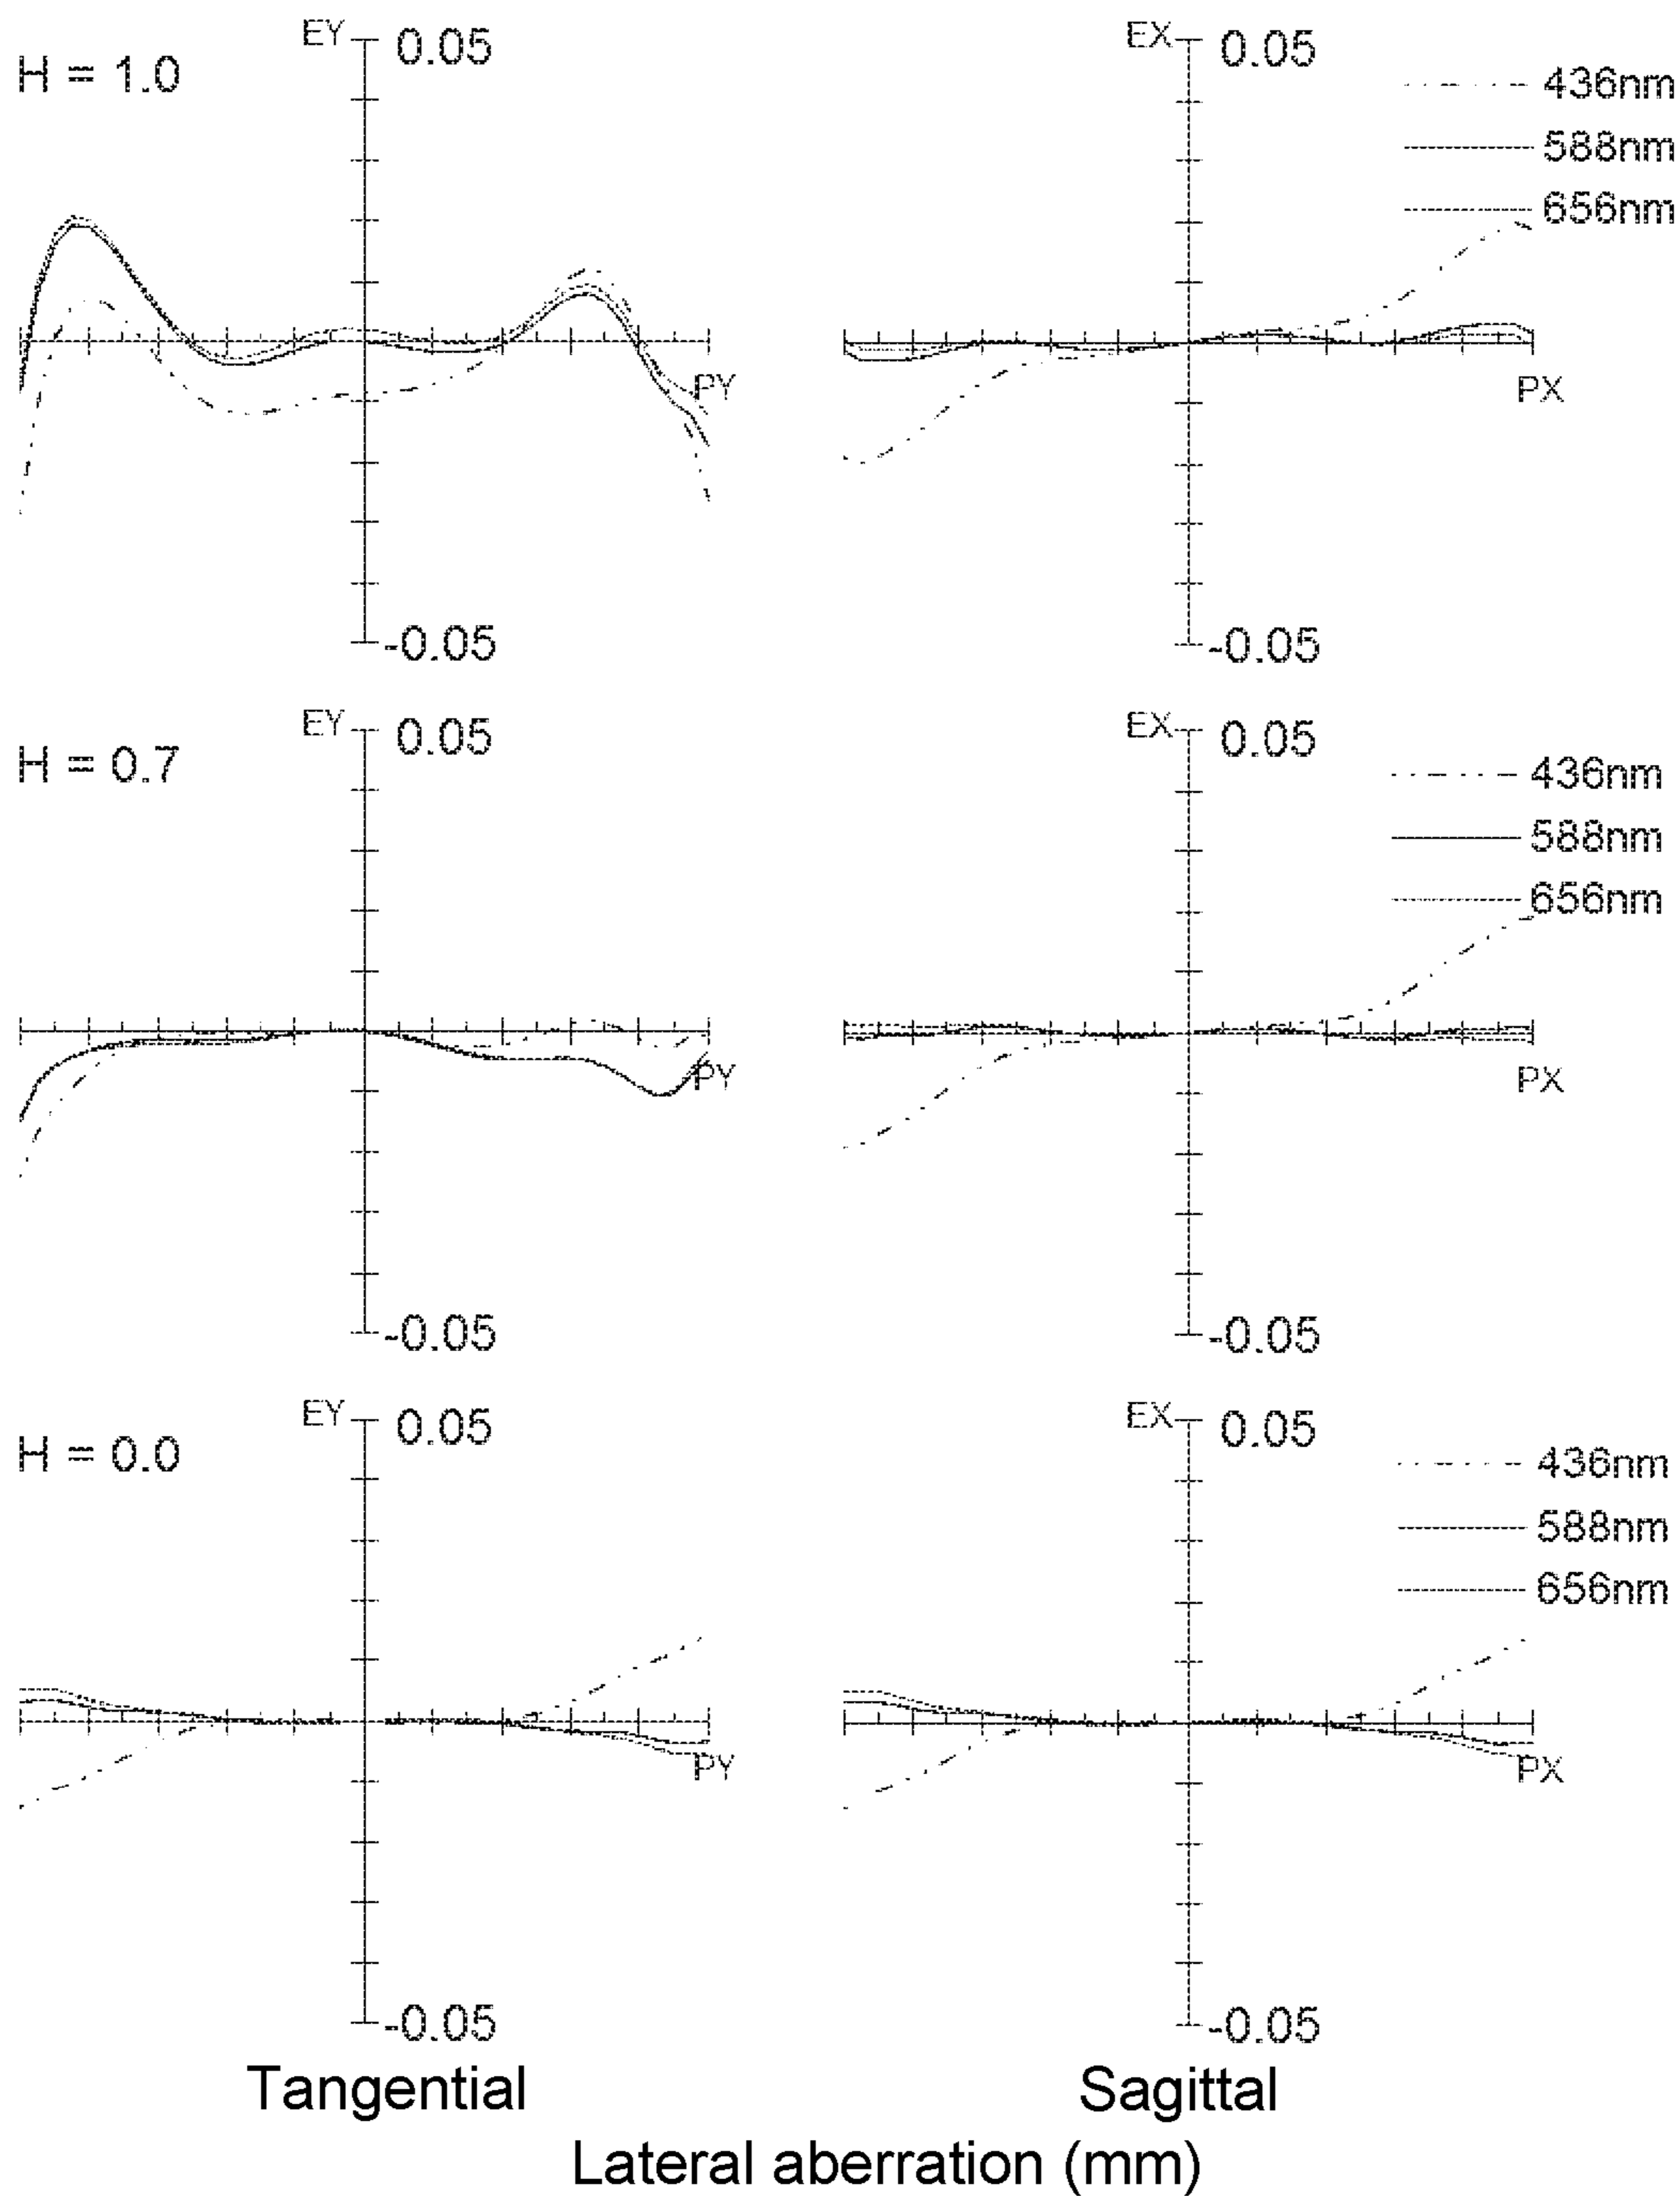 H = 1.0
EY 0.05
PY
-0.05
EX 0.05
436nm
588nm
656nm
PX
-0.05
H = 0.7
EY 0.05
PY
-0.05
EX 0.05
436nm
588nm
656nm
PX
-0.05
H = 0.0
EY 0.05
PY
-0.05
EX 0.05
436nm
588nm
656nm
PX
-0.05
Tangential
Sagittal
Lateral aberration (mm)